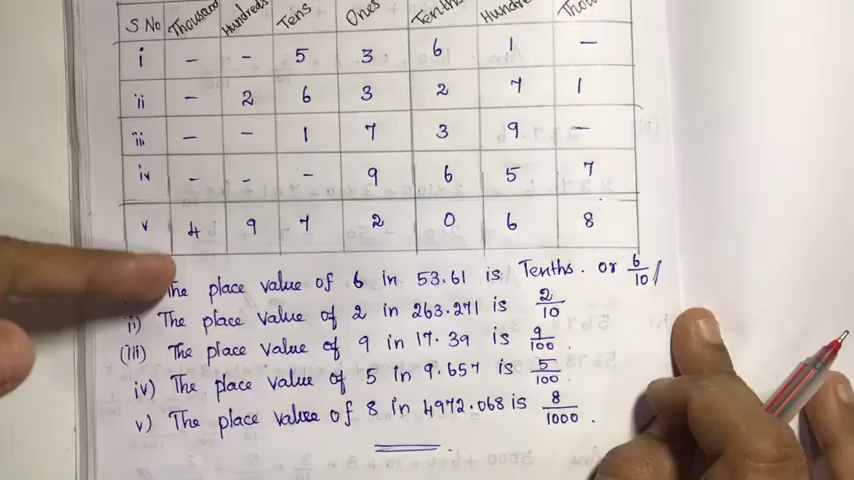 S No Thousand Hundreds Tens Ones Tenths Hundre Thou
i - - 5 3 6 1 -
ii - 2 6 3 2 7 1
iii - - 1 7 3 9 -
iv - - - 9 6 5 7
v 4 9 7 2 0 6 8
The place value of 6 in 53.61 is Tenths. or 6/10 //
ii) The place value of 2 in 263.271 is 2/10
(iii) The place value of 9 in 17.39 is 9/100.
iv) The place value of 5 in 9.657 is 5/100.
v) The place value of 8 in 4972.068 is 8/1000.